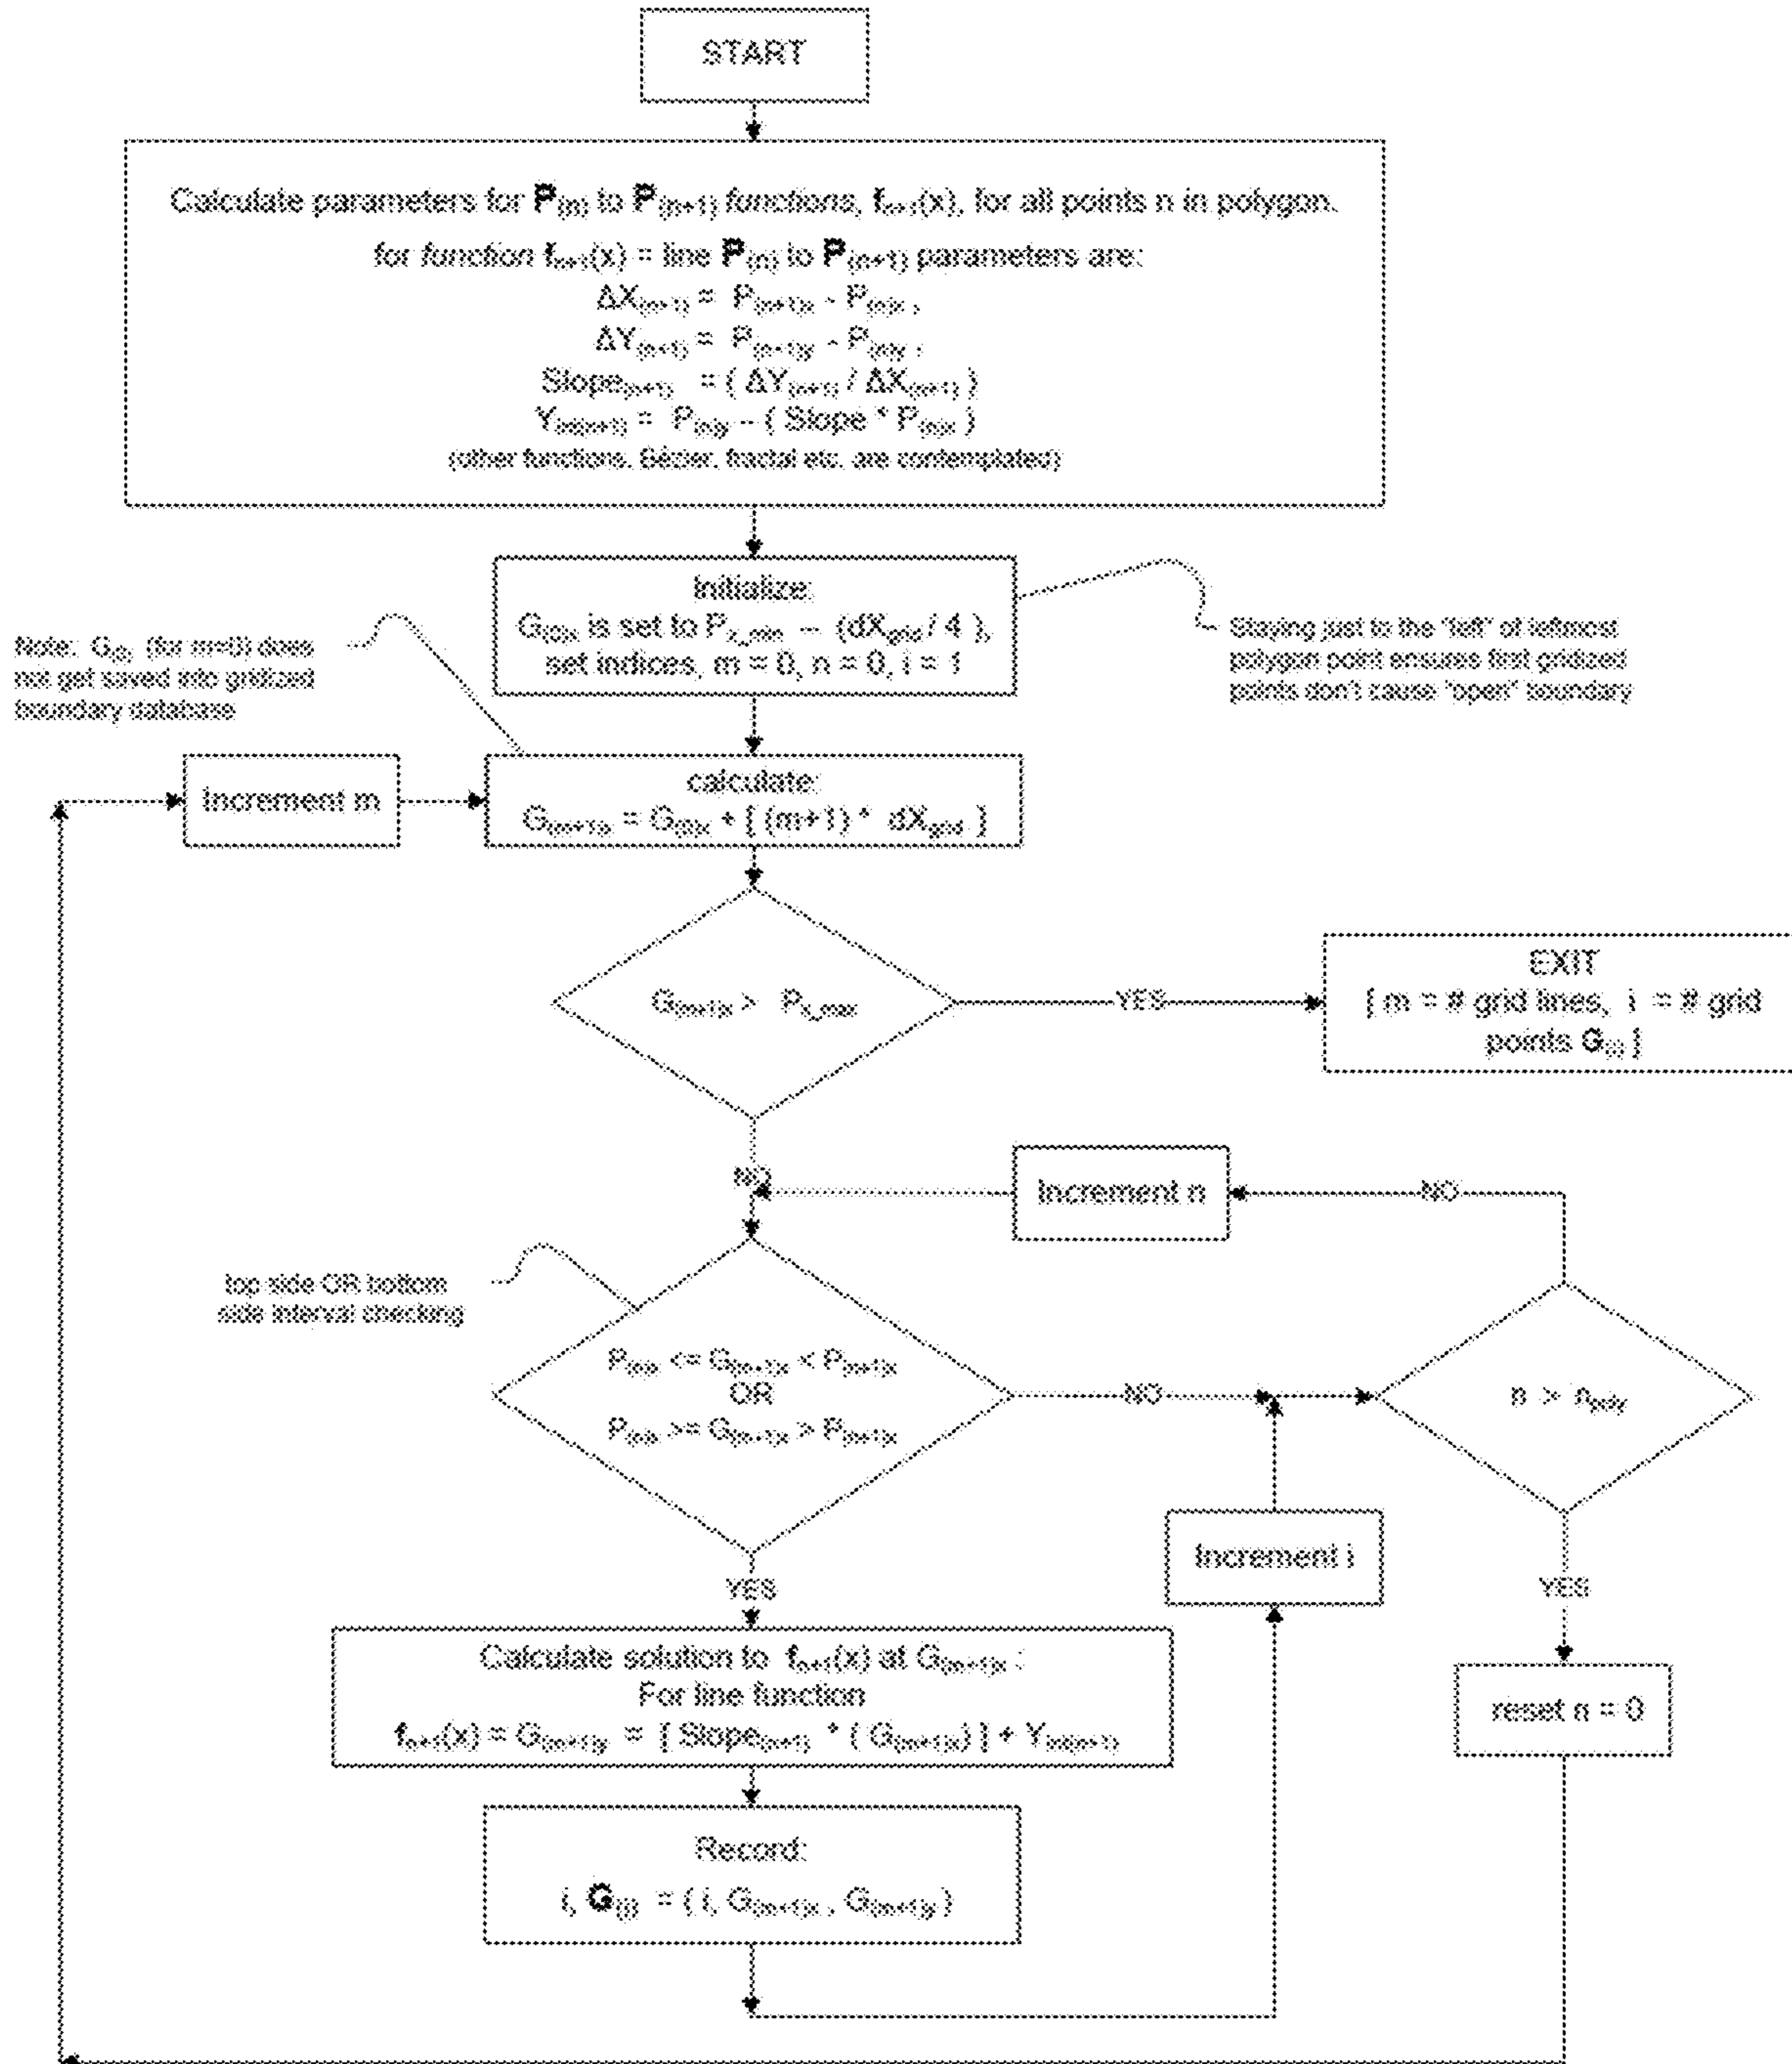 START
Calculate parameters for P(n) to P(n+1) functions, fn+1(x), for all points n in polygon.
for function fn+1(x) = line P(n) to P(n+1) parameters are:
ΔX(n+1) = P(n+1)x - P(n)x ,
ΔY(n+1) = P(n+1)y - P(n)y ;
Slope(n+1) = ( ΔY(n+1) / ΔX(n+1) )
Yint(n+1) = P(n)y – ( Slope * P(n)x )
(other functions, Bézier, fractal etc. are contemplated)
Initialize:
G(0)x is set to Px_min – (dXgrid / 4 ),
set indices, m = 0, n = 0, i = 1
Staying just to the "left" of leftmost
polygon point ensures first gridized
points don't cause "open" boundary
Note: G(0) (for m=0) does
not get saved into gridized
boundary database
Increment m
calculate:
G(m+1)x = G(0)x + [ (m+1) * dXgrid ]
G(m+1)x > Px_max
YES
EXIT
[ m = # grid lines, i = # grid
points G(i) ]
NO
Increment n
NO
top side OR bottom
side interval checking
P(n)x <= G(m+1)x < P(n+1)x
OR
P(n)x >= G(m+1)x > P(n+1)x
NO
n > npoly
Increment i
YES
YES
Calculate solution to fn+1(x) at G(m+1)x :
For line function
fn+1(x) = G(m+1)y = [ Slope(n+1) * ( G(m+1)x) ] + Yint(n+1)
reset n = 0
Record:
i, G(i) = ( i, G(m+1)x , G(m+1)y )